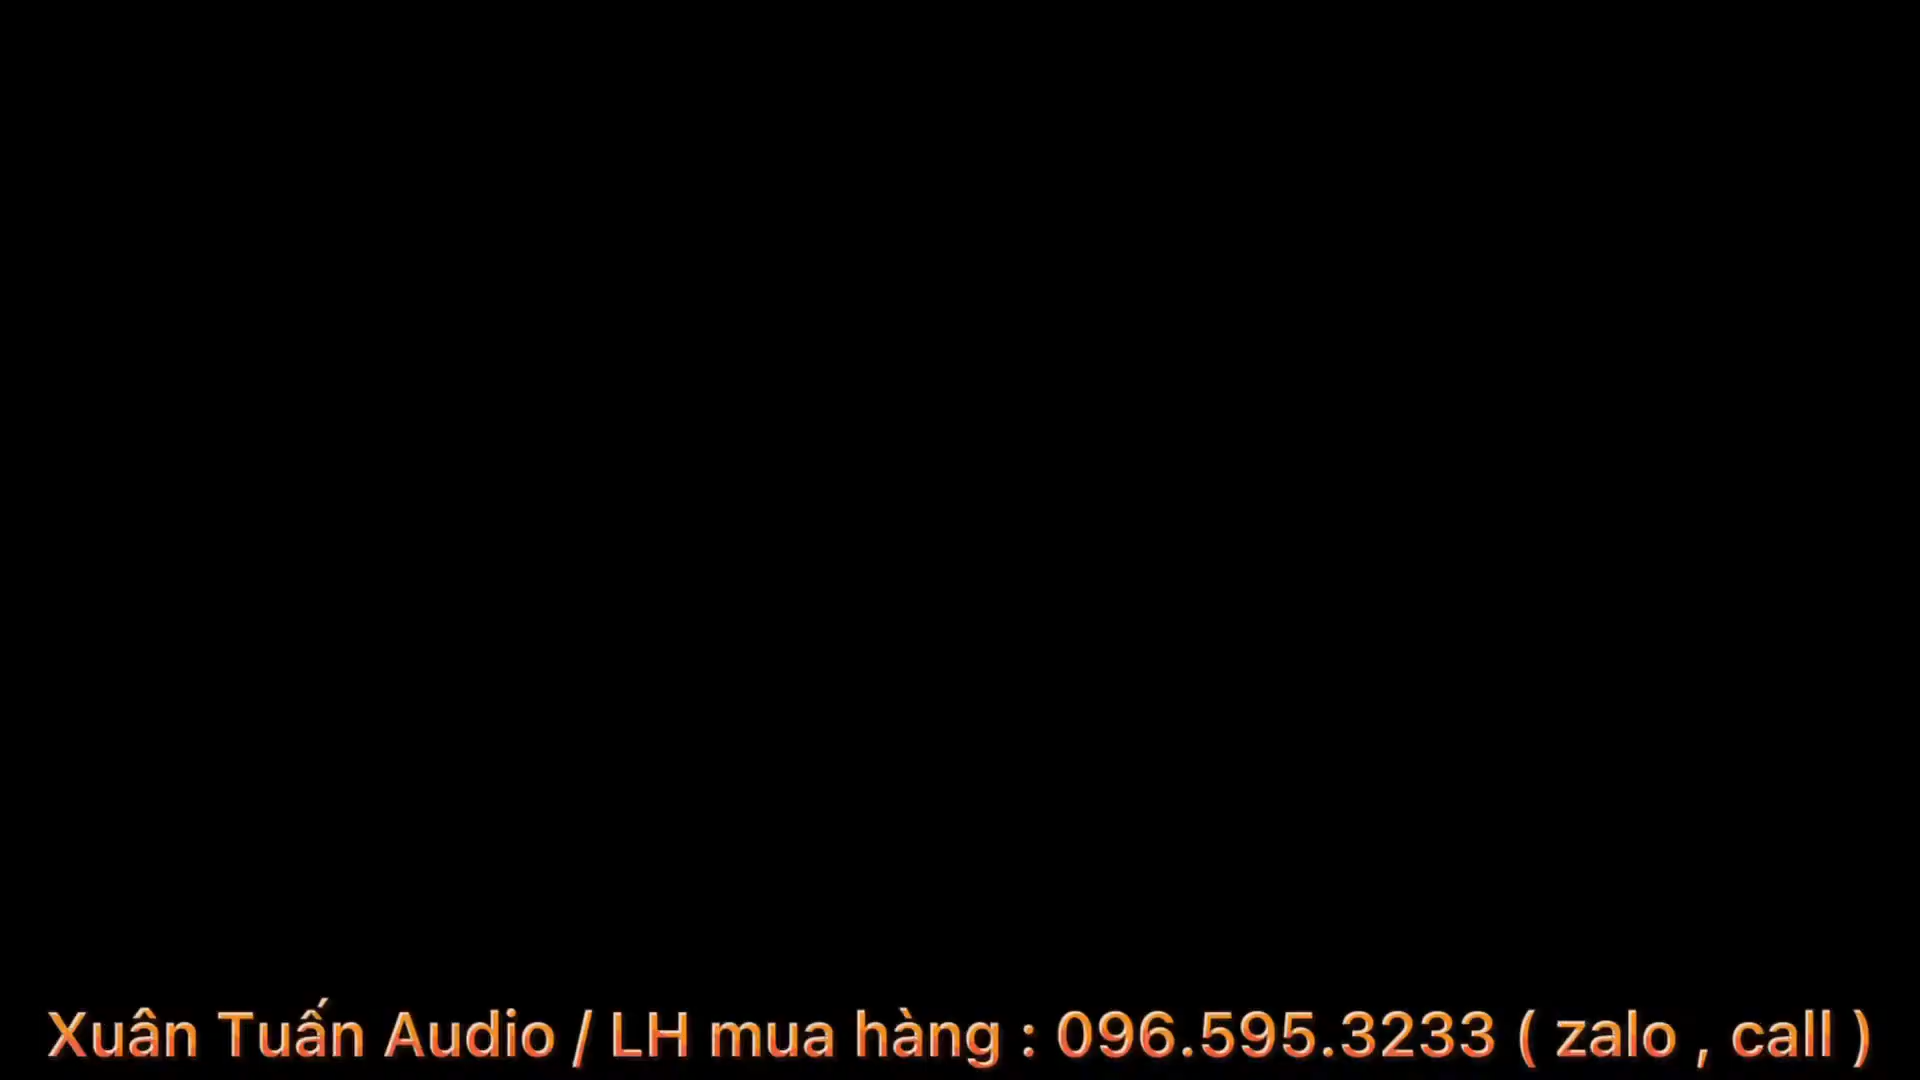 Xuân Tuấn Audio / LH mua hàng : 096.595.3233 ( zalo , call )